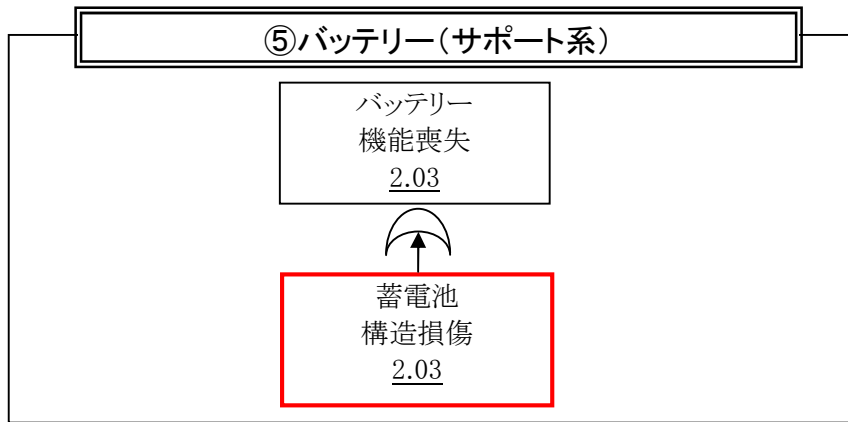 ⑤バッテリー(サポート系)
バッテリー
機能喪失
2.03
蓄電池
構造損傷
2.03